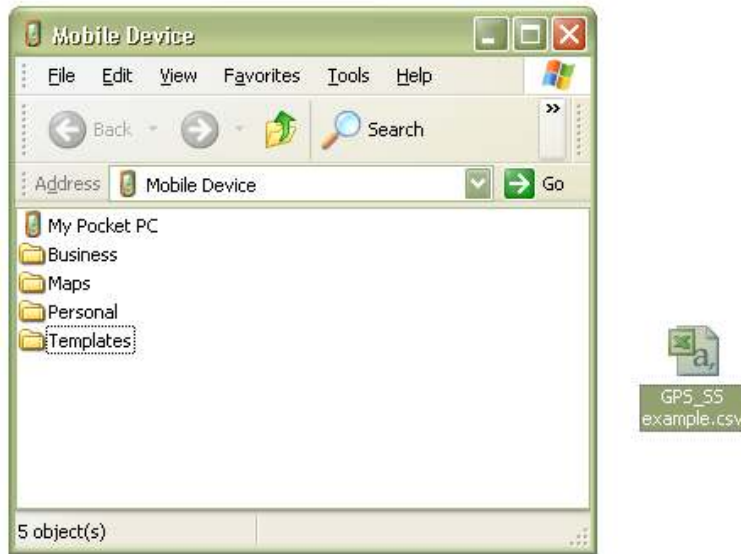 Mobile Device
File Edit View Favorites Tools Help
Back Search »
Address Mobile Device Go
My Pocket PC
Business
Maps
Personal
Templates
a,
GPS_SS
example.csv
5 object(s)